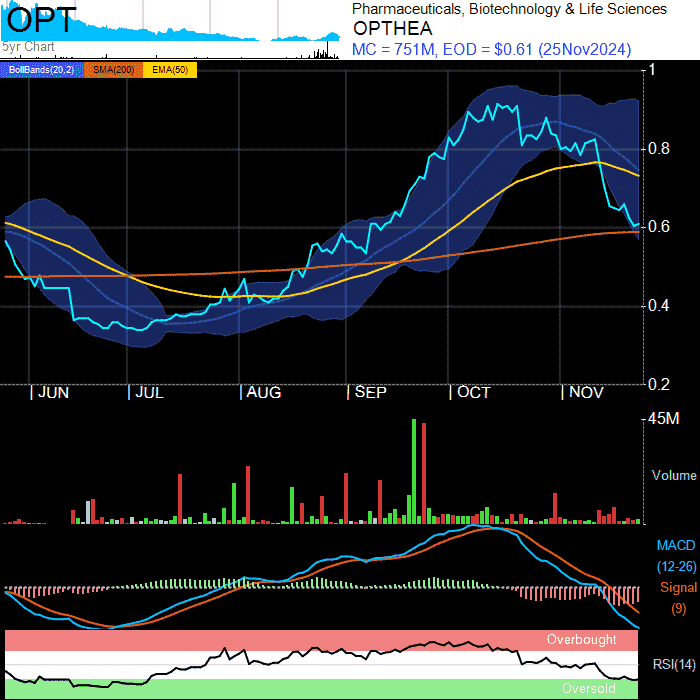 OPT
5yr Chart
Pharmaceuticals, Biotechnology & Life Sciences
OPTHEA
MC = 751M, EOD = $0.61 (25Nov2024)
BollBands(20,2) SMA(200) EMA(50)
1
0.8
0.6
0.4
0.2
JUN JUL AUG SEP OCT NOV
45M
Volume
MACD
(12-26)
Signal
(9)
Overbought
RSI(14)
Oversold